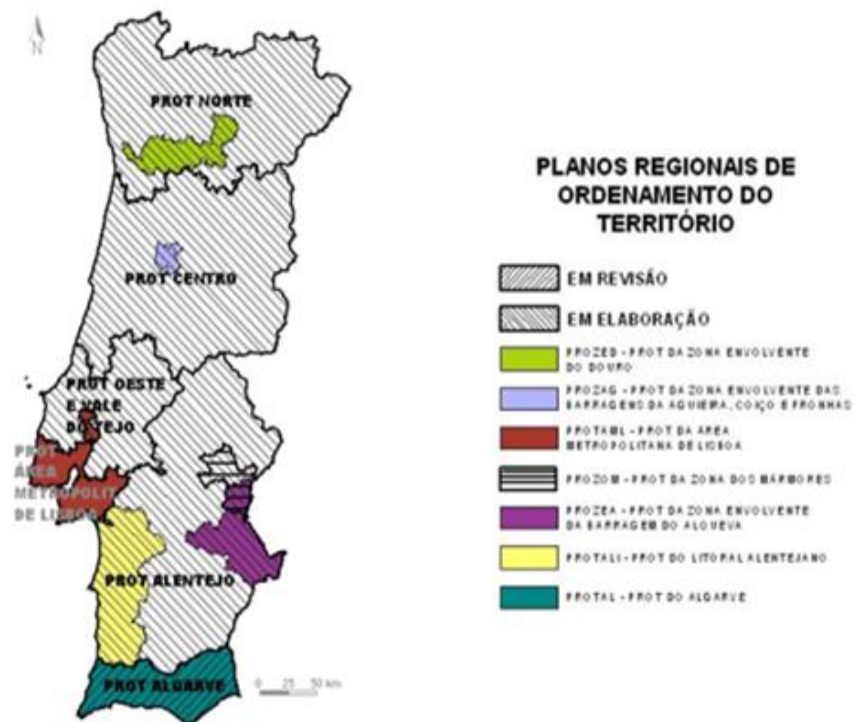 N
PROT NORTE
PROT CENTRO
PROT OESTE
E VALE
DO TEJO
PROT
ÁREA
METROPOLIT
DE LISBOA
PROT ALENTEJO
PROT ALGARVE
0 25 50 km
PLANOS REGIONAIS DE
ORDENAMENTO DO
TERRITÓRIO
EM REVISÃO
EM ELABORAÇÃO
PROZED - PROT DA ZONA ENVOLVENTE
DO DOURO
PROZAG - PROT DA ZONA ENVOLVENTE DAS
BARRAGENS DA AGUIEIRA, COIÇO E FRONHAS
PROTAML - PROT DA ÁREA
METROPOLITANA DE LISBOA
PROZOM - PROT DA ZONA DOS MÁRMORES
PROZEA - PROT DA ZONA ENVOLVENTE
DA BARRAGEM DO ALQUEVA
PROTALI - PROT DO LITORAL ALENTEJANO
PROTAL - PROT DO ALGARVE